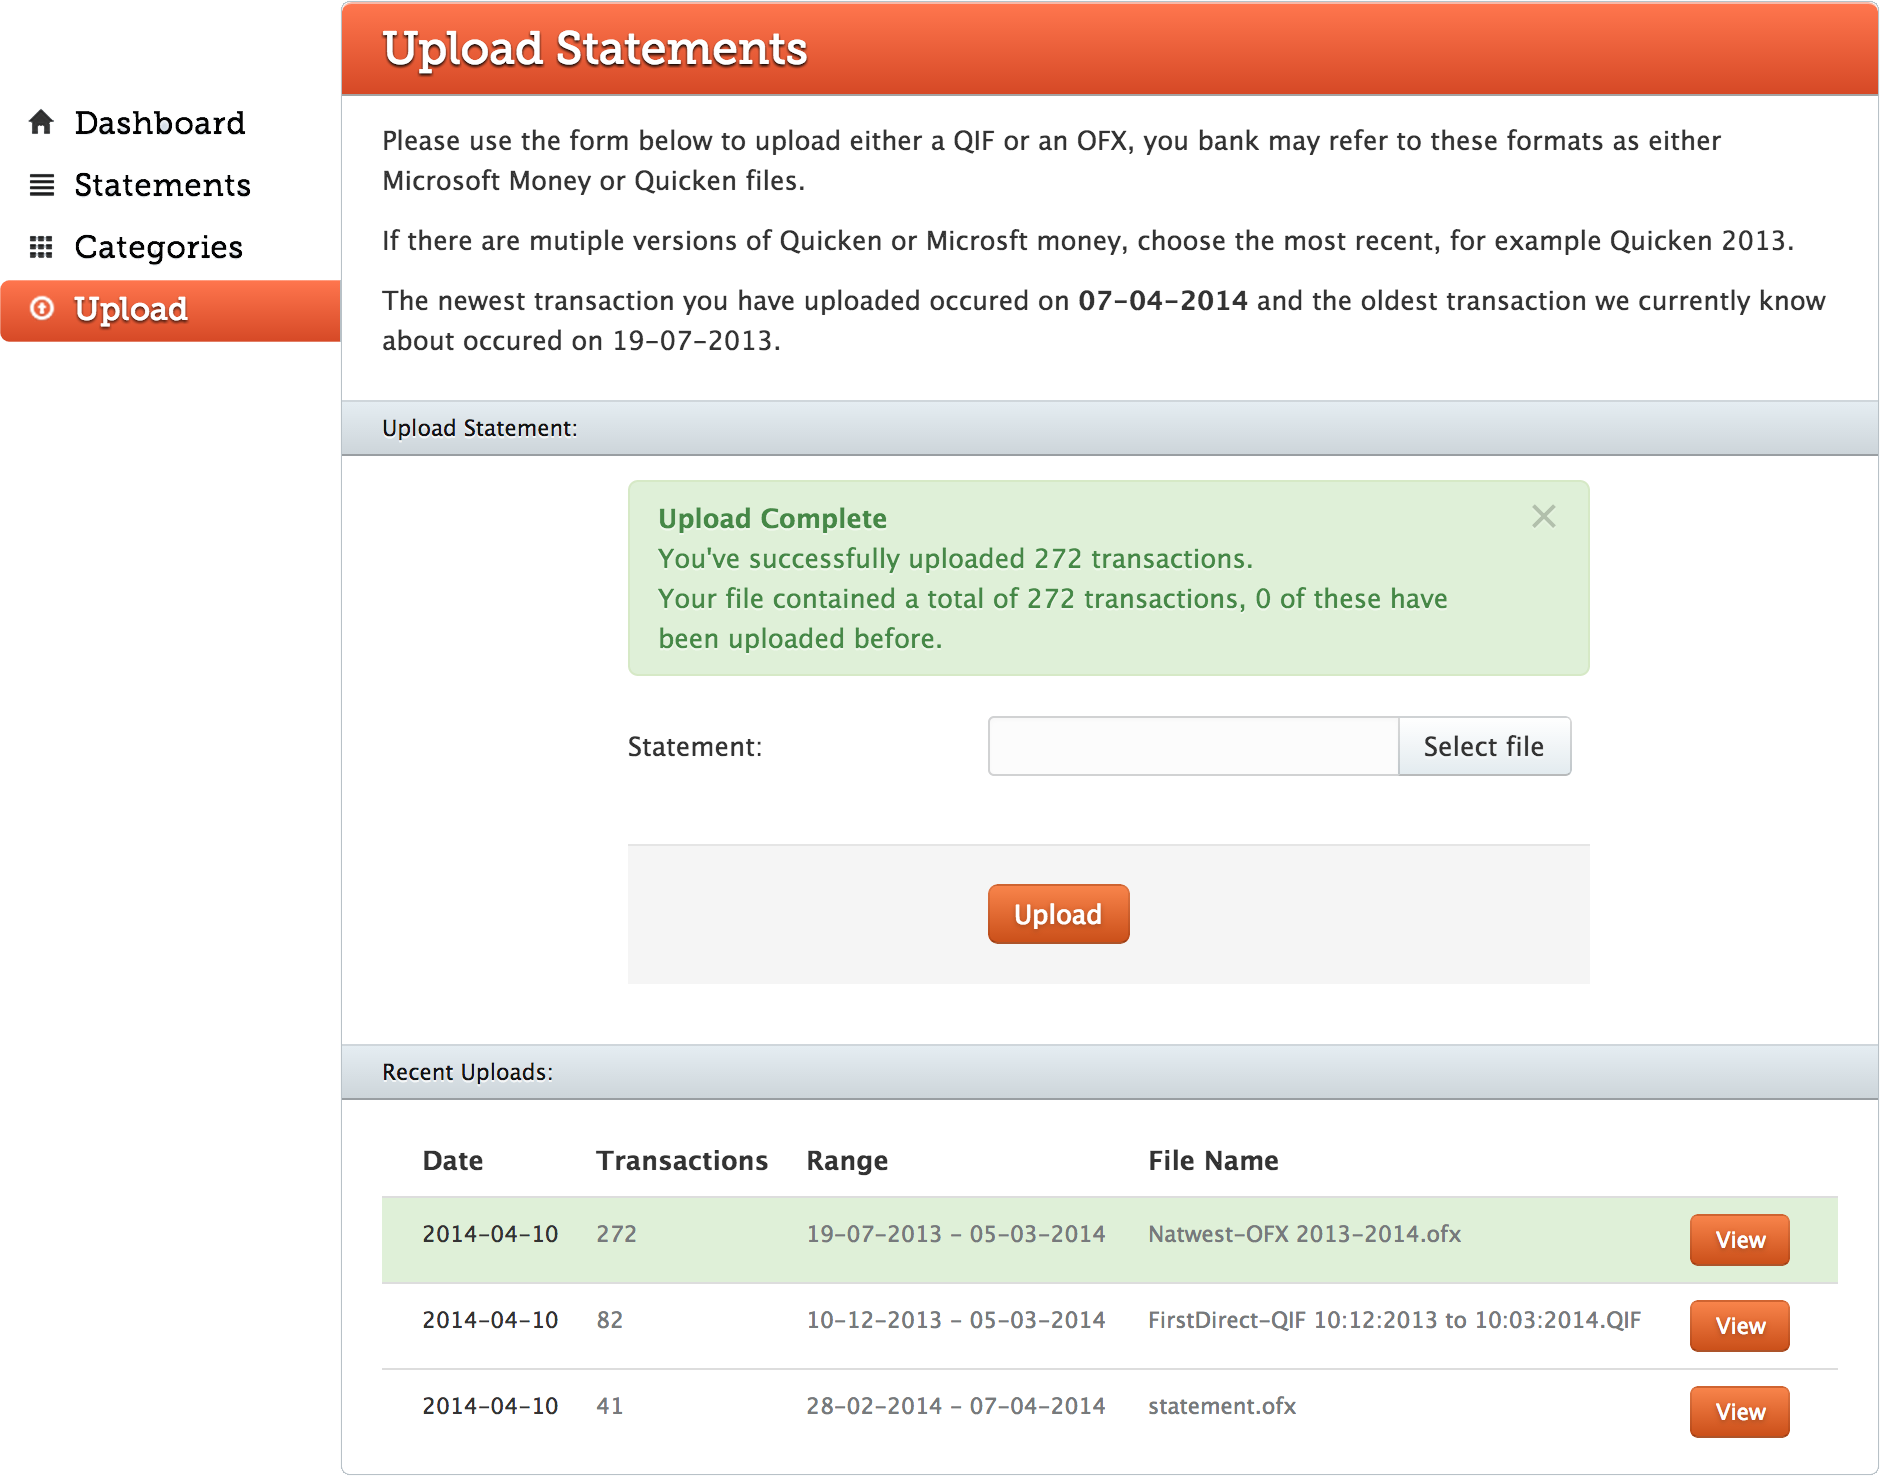 Upload Statements
Dashboard
Statements
Categories
Upload
Please use the form below to upload either a QIF or an OFX, you bank may refer to these formats as either
Microsoft Money or Quicken files.
If there are mutiple versions of Quicken or Microsft money, choose the most recent, for example Quicken 2013.
The newest transaction you have uploaded occured on 07-04-2014 and the oldest transaction we currently know
about occured on 19-07-2013.
Upload Statement:
Upload Complete
You've successfully uploaded 272 transactions.
Your file contained a total of 272 transactions, 0 of these have
been uploaded before.
Statement: Select file
Upload
Recent Uploads:
Date Transactions Range File Name
2014-04-10 272 19-07-2013 - 05-03-2014 Natwest-OFX 2013-2014.ofx View
2014-04-10 82 10-12-2013 - 05-03-2014 FirstDirect-QIF 10:12:2013 to 10:03:2014.QIF View
2014-04-10 41 28-02-2014 - 07-04-2014 statement.ofx View